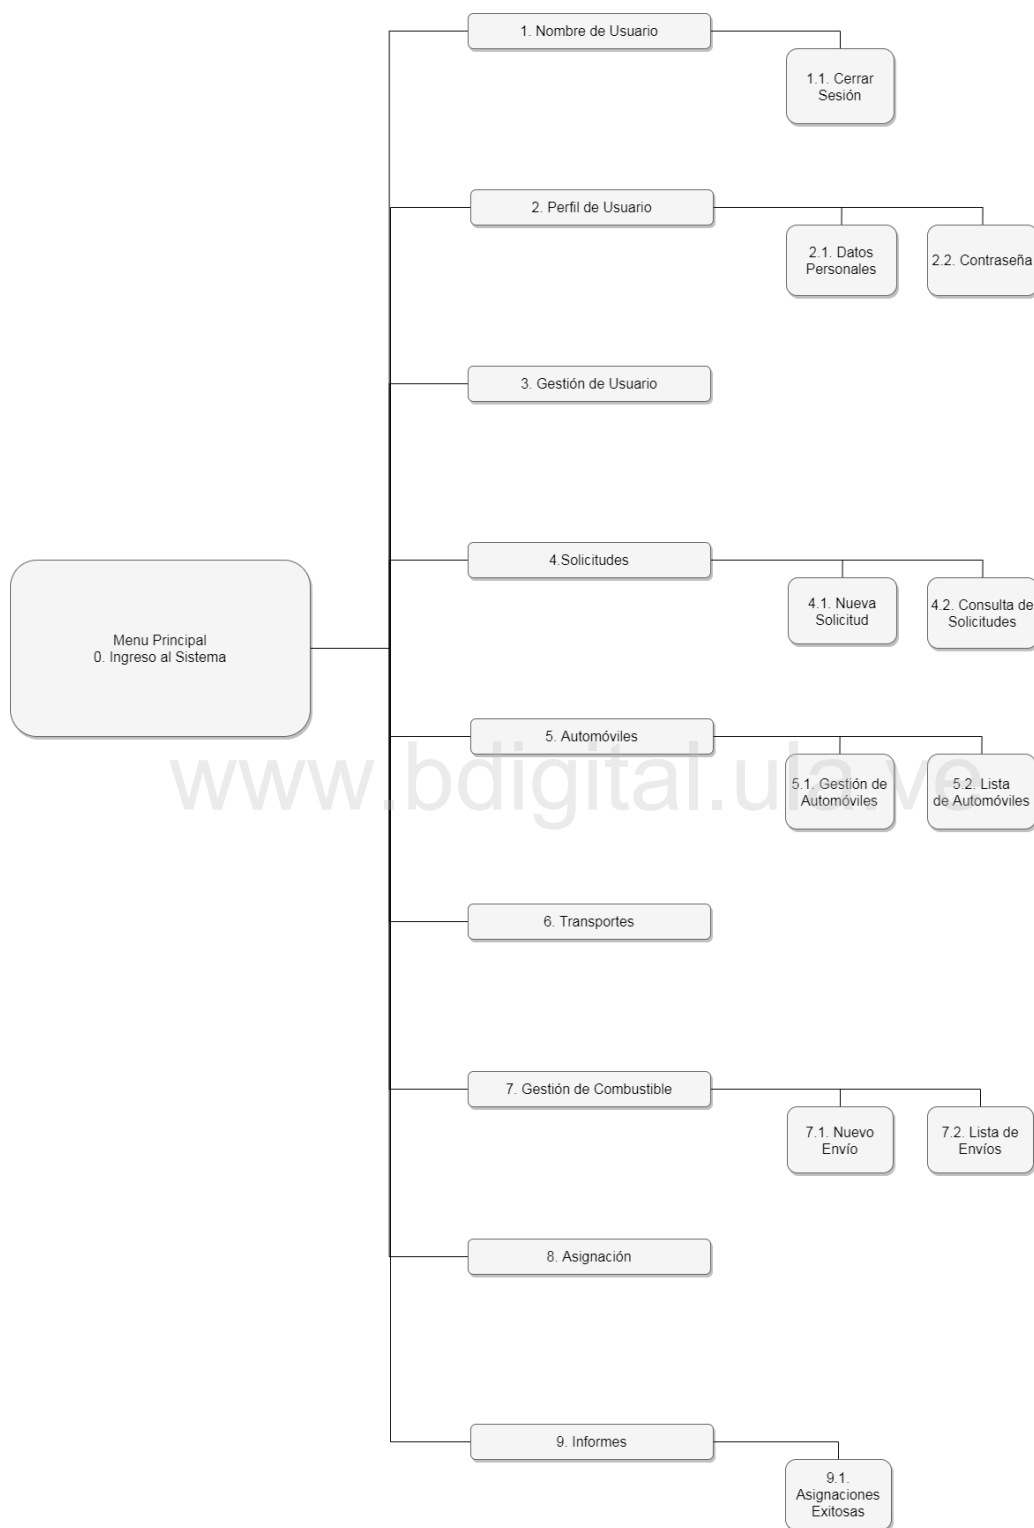 1. Nombre de Usuario
1.1. Cerrar
Sesión
2. Perfil de Usuario
2.1. Datos
Personales
2.2. Contraseña
3. Gestión de Usuario
4.Solicitudes
4.1. Nueva
Solicitud
4.2. Consulta de
Solicitudes
Menu Principal
0. Ingreso al Sistema
5. Automóviles
5.1. Gestión de
Automóviles
5.2. Lista
de Automóviles
www.bdigital.ula.ve
6. Transportes
7. Gestión de Combustible
7.1. Nuevo
Envío
7.2. Lista de
Envíos
8. Asignación
9. Informes
9.1.
Asignaciones
Exitosas